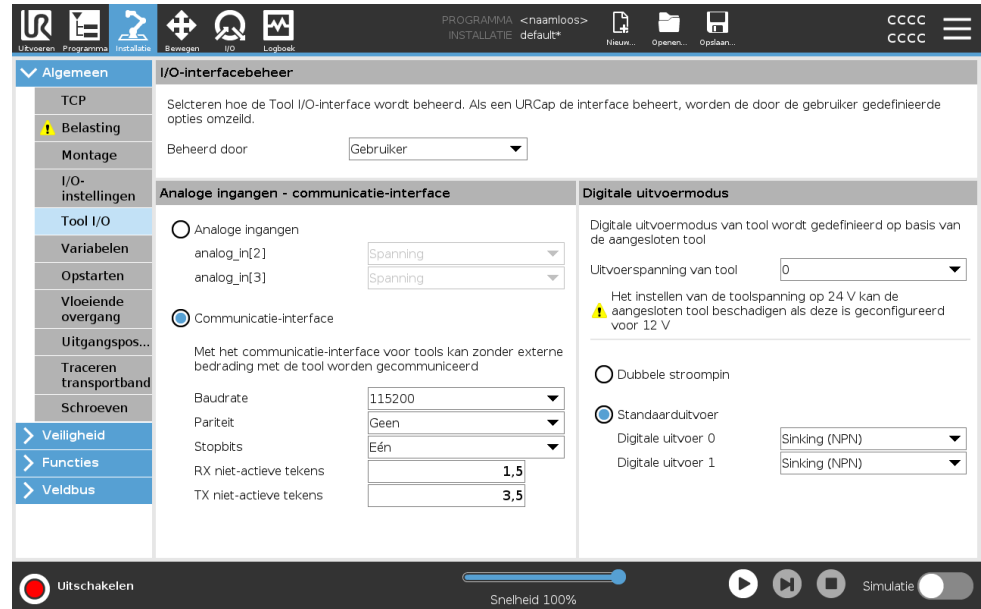 UR
Uitvoeren
Programma
Installatie
Bewegen
I/O
Logboek
PROGRAMMA <naamloos>
INSTALLATIE default*
Nieuw...
Openen...
Opslaan...
CCCC
CCCC
Algemeen
TCP
Belasting
Montage
I/O-
instellingen
Tool I/O
Variabelen
Opstarten
Vloeiende
overgang
Uitgangspos...
Traceren
transportband
Schroeven
Veiligheid
Functies
Veldbus
I/O-interfacebeheer
Selcteren hoe de Tool I/O-interface wordt beheerd. Als een URCap de interface beheert, worden de door de gebruiker gedefinieerde
opties omzeild.
Beheerd door
Gebruiker
Analoge ingangen - communicatie-interface
Analoge ingangen
analog_in[2]
Spanning
analog_in[3]
Spanning
Communicatie-interface
Met het communicatie-interface voor tools kan zonder externe
bedrading met de tool worden gecommuniceerd
Baudrate
115200
Pariteit
Geen
Stopbits
Eén
RX niet-actieve tekens
1,5
TX niet-actieve tekens
3,5
Digitale uitvoermodus
Digitale uitvoermodus van tool wordt gedefinieerd op basis van
de aangesloten tool
Uitvoerspanning van tool
0
Het instellen van de toolspanning op 24 V kan de
aangesloten tool beschadigen als deze is geconfigureerd
voor 12 V
Dubbele stroompin
Standaarduitvoer
Digitale uitvoer 0
Sinking (NPN)
Digitale uitvoer 1
Sinking (NPN)
Uitschakelen
Snelheid 100%
Simulatie